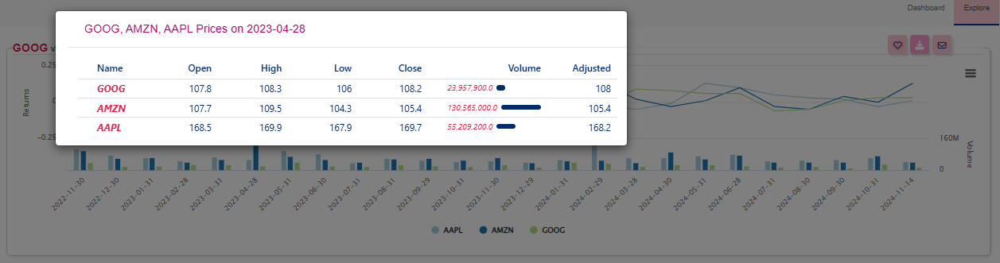 Dashboard Explore
GOOG, AMZN, AAPL Prices on 2023-04-28
GOOG v
Name Open High Low Close Volume Adjusted
GOOG 107.8 108.3 106 108.2 23,957,900.0 108
AMZN 107.7 109.5 104.3 105.4 130,565,000.0 105.4
AAPL 168.5 169.9 167.9 169.7 55,209,200.0 168.2
0.25
Returns
0
−0.25
160M
0
Volume
2022-11-30 2022-12-30 2023-01-31 2023-02-28 2023-03-31 2023-04-28 2023-05-31 2023-06-30 2023-07-31 2023-08-31 2023-09-29 2023-10-31 2023-11-30 2023-12-29 2024-01-31 2024-02-29 2024-03-28 2024-04-30 2024-05-31 2024-06-28 2024-07-31 2024-08-30 2024-09-30 2024-10-31 2024-11-14
AAPL AMZN GOOG